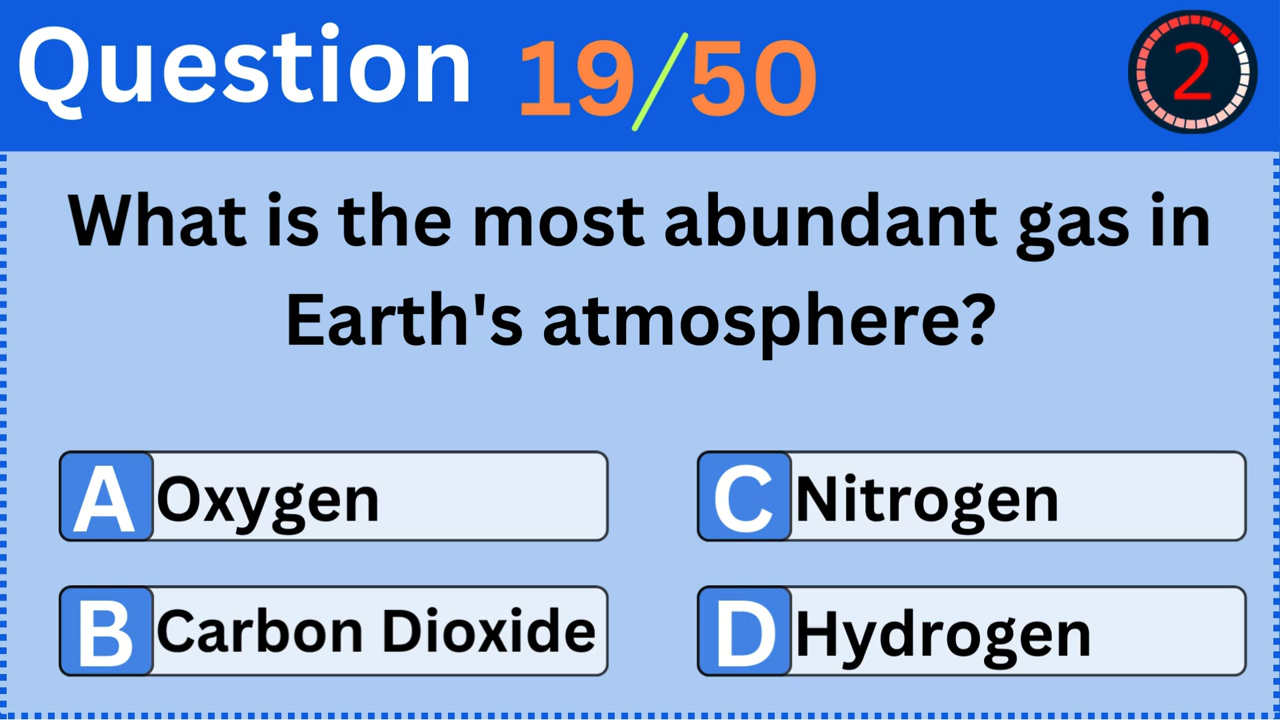 Question 19/50
2
What is the most abundant gas in
Earth's atmosphere?
A Oxygen
C Nitrogen
B Carbon Dioxide
D Hydrogen